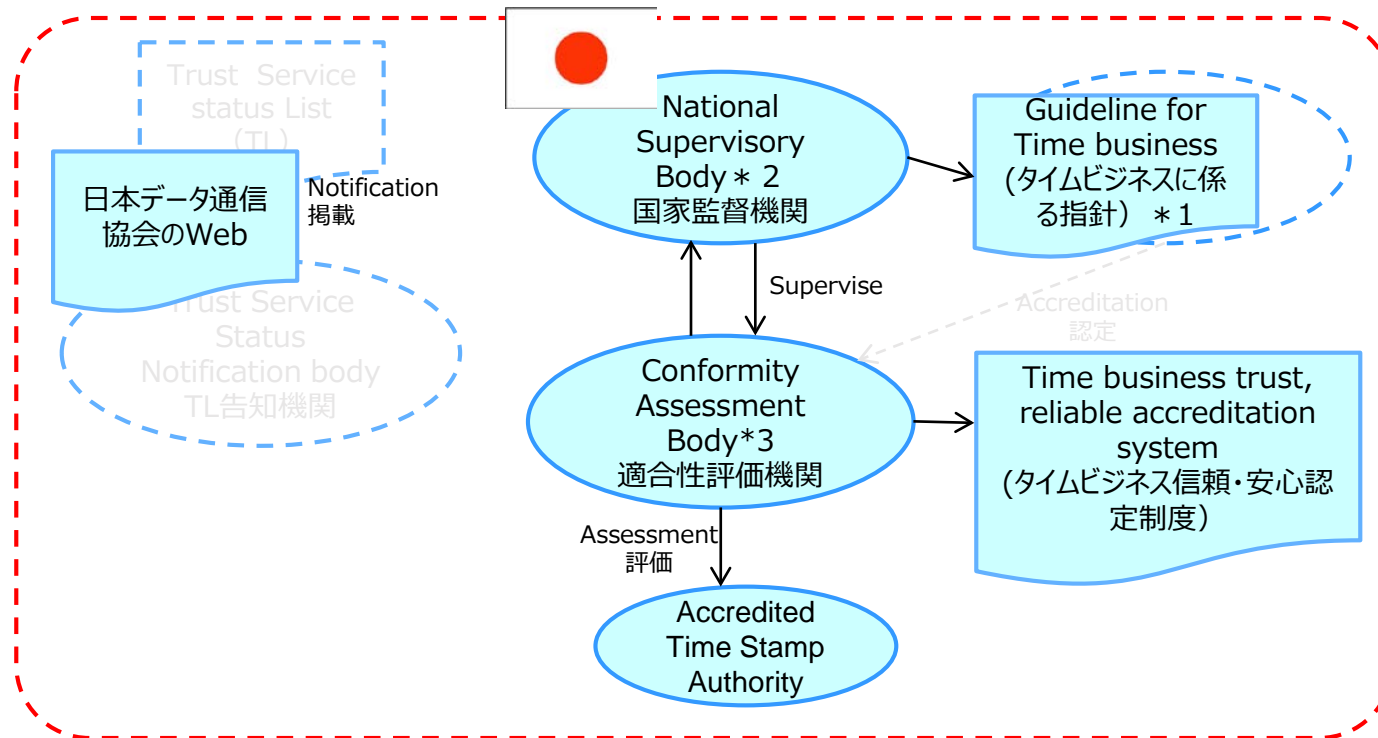 Trust Service
status List
（TL）
日本データ通信
協会のWeb
Notification
掲載
Trust Service
Status
Notification body
TL告知機関
National
Supervisory
Body＊ 2
国家監督機関
Guideline for
Time business
(タイムビジネスに係
る指針） ＊1
Supervise
Accreditation
認定
Conformity
Assessment
Body*3
適合性評価機関
Time business trust,
reliable accreditation
system
(タイムビジネス信頼・安心認
定制度）
Assessment
評価
Accredited
Time Stamp
Authority